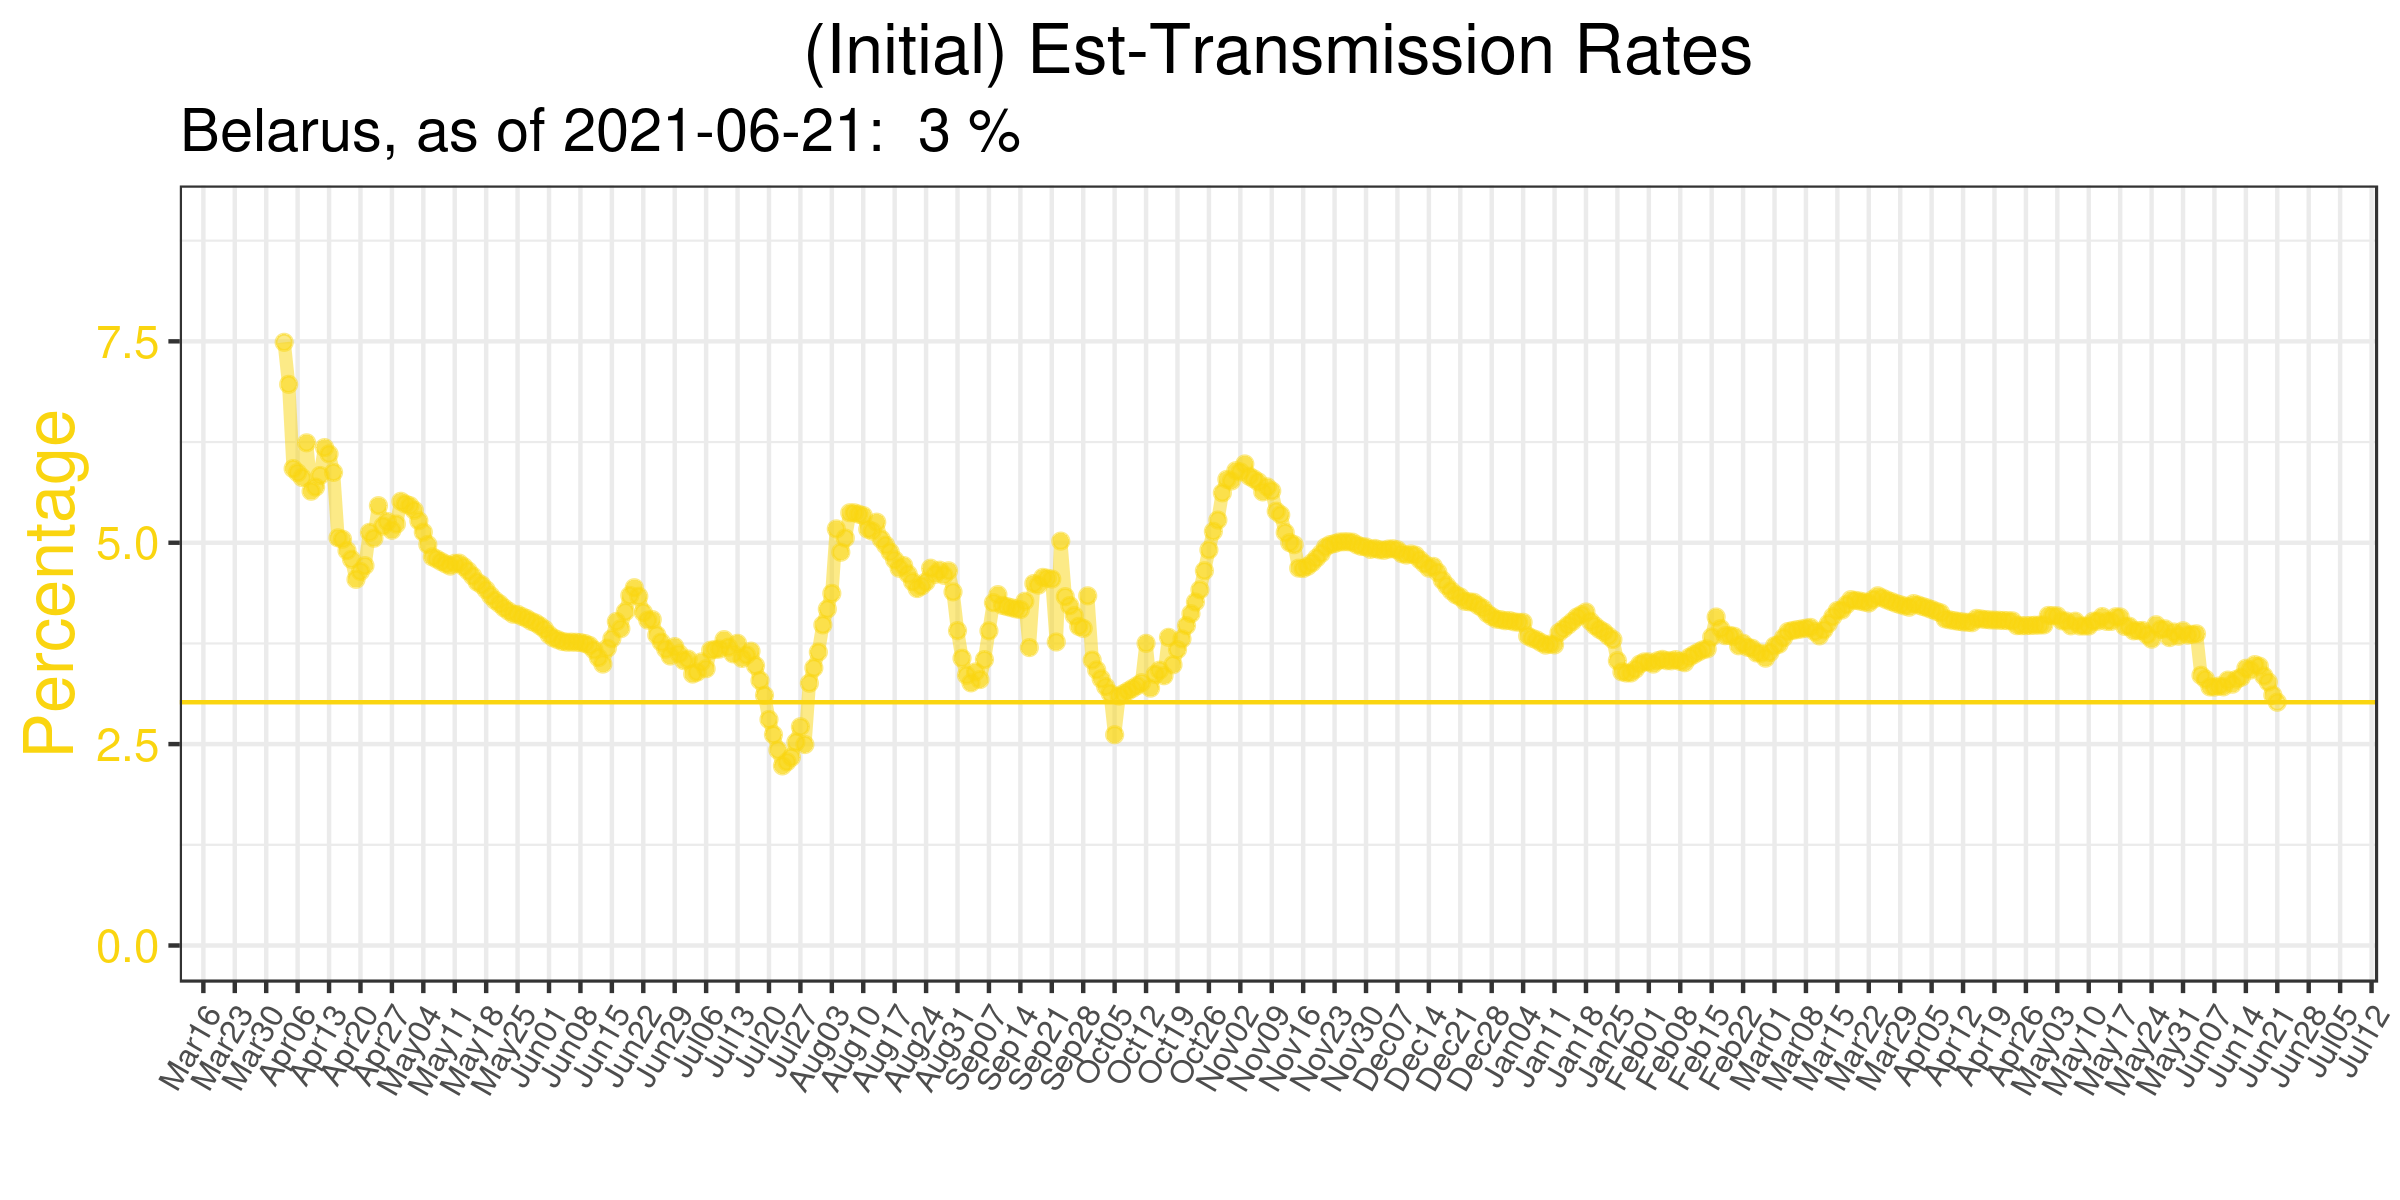 (Initial) Est-Transmission Rates
Belarus, as of 2021-06-21:  3 %
Percentage
7.5
5.0
2.5
0.0
Mar16
Mar23
Mar30
Apr06
Apr13
Apr20
Apr27
May04
May11
May18
May25
Jun01
Jun08
Jun15
Jun22
Jun29
Jul06
Jul13
Jul20
Jul27
Aug03
Aug10
Aug17
Aug24
Aug31
Sep07
Sep14
Sep21
Sep28
Oct05
Oct12
Oct19
Oct26
Nov02
Nov09
Nov16
Nov23
Nov30
Dec07
Dec14
Dec21
Dec28
Jan04
Jan11
Jan18
Jan25
Feb01
Feb08
Feb15
Feb22
Mar01
Mar08
Mar15
Mar22
Mar29
Apr05
Apr12
Apr19
Apr26
May03
May10
May17
May24
May31
Jun07
Jun14
Jun21
Jun28
Jul05
Jul12